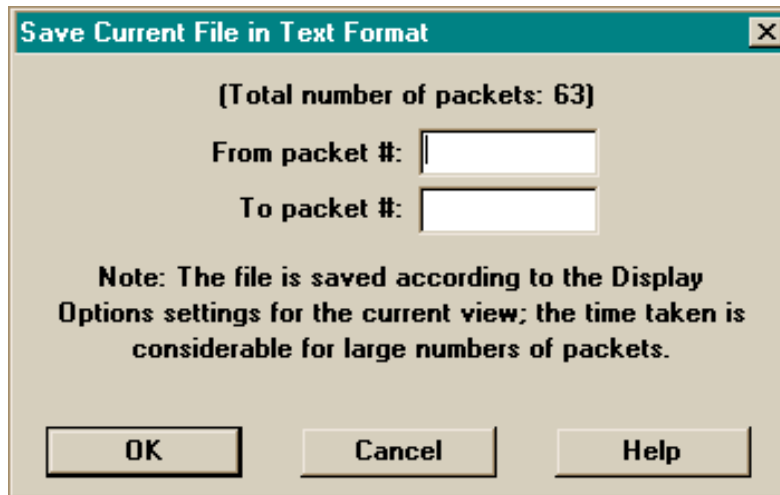 Save Current File in Text Format
(Total number of packets: 63)
From packet #:
To packet #:
Note: The file is saved according to the Display
Options settings for the current view; the time taken is
considerable for large numbers of packets.
OK Cancel Help